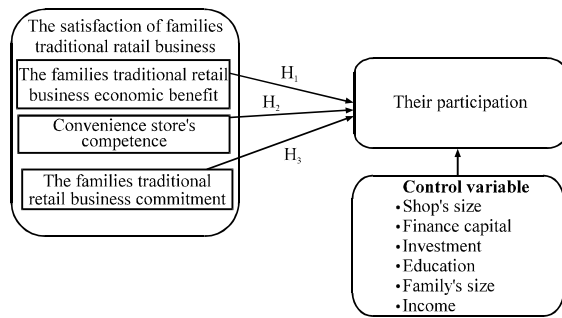 The satisfaction of families
traditional ratail business
The families traditional retail
business economic benefit
Convenience store's
competence
The families traditional
retail business commitment
H1
H2
H3
Their participation
Control variable
•Shop's size
•Finance capital
•Investment
•Education
•Family's size
•Income